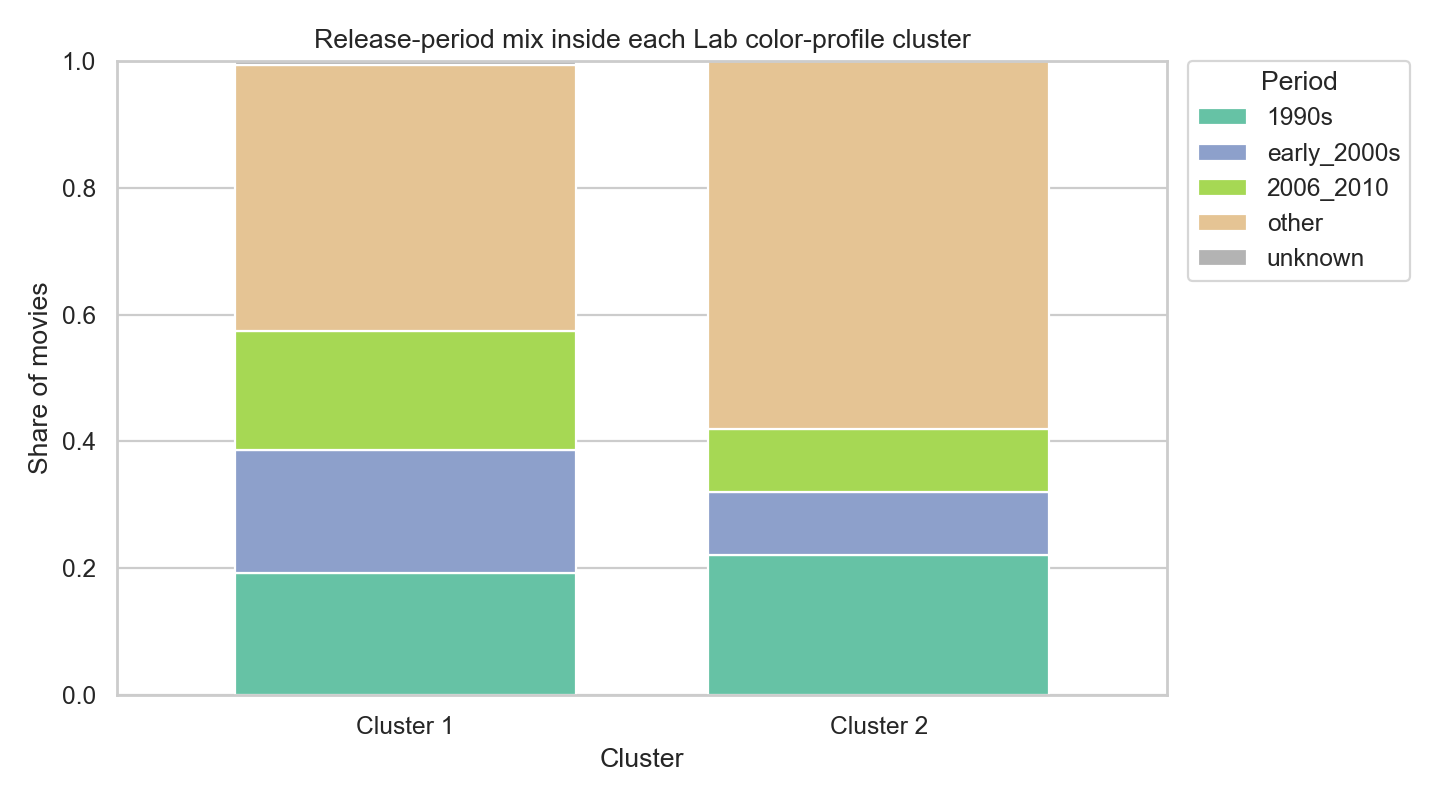 Release-period mix inside each Lab color-profile cluster
1.0
0.8
0.6
0.4
0.2
0.0
Share of movies
Cluster 1
Cluster 2
Cluster
Period
1990s
early_2000s
2006_2010
other
unknown